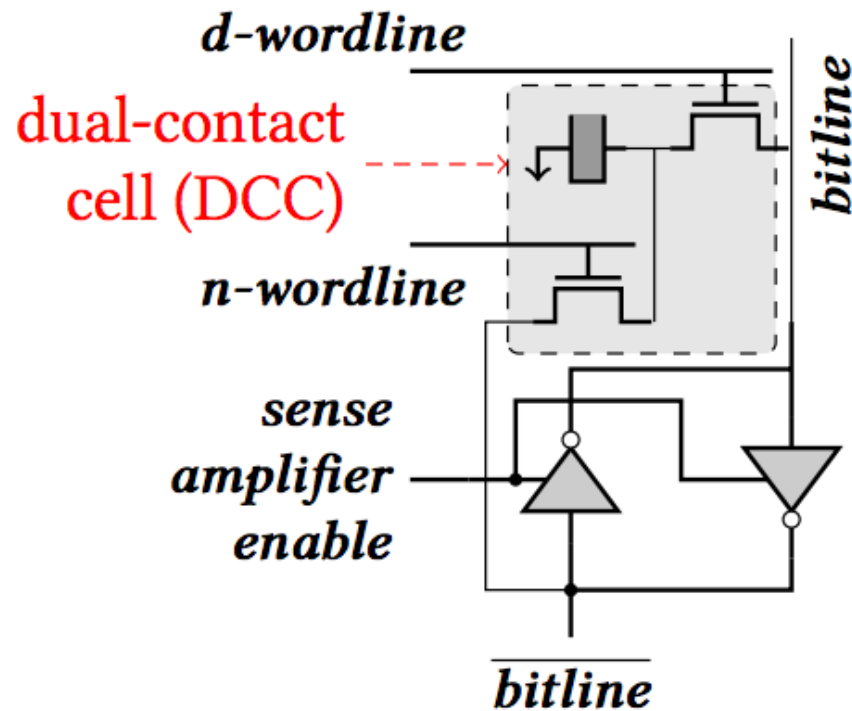 d-wordline
bitline
dual-contact
cell (DCC)
n-wordline
sense
amplifier
enable
bitline